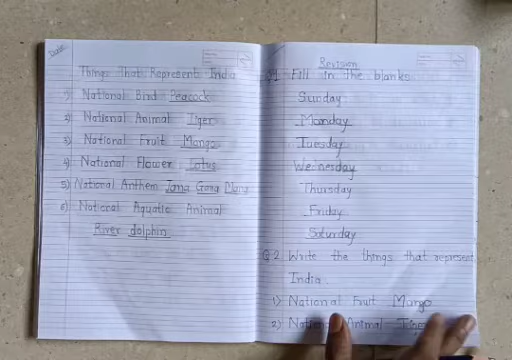 Things That Represent India
1) National Bird Peacock
2) National Animal Tiger
3) National Fruit Mango
4) National Flower Lotus
5) National Anthem Jana Gana Mana
6) National Aquatic Animal
River dolphin
Revision
Q1 Fill in the blanks
Sunday
Monday
Tuesday
Wednesday
Thursday
Friday
Saturday
Q.2 Write the things that represent
India.
1) National Fruit Mango
2) National Animal Tiger